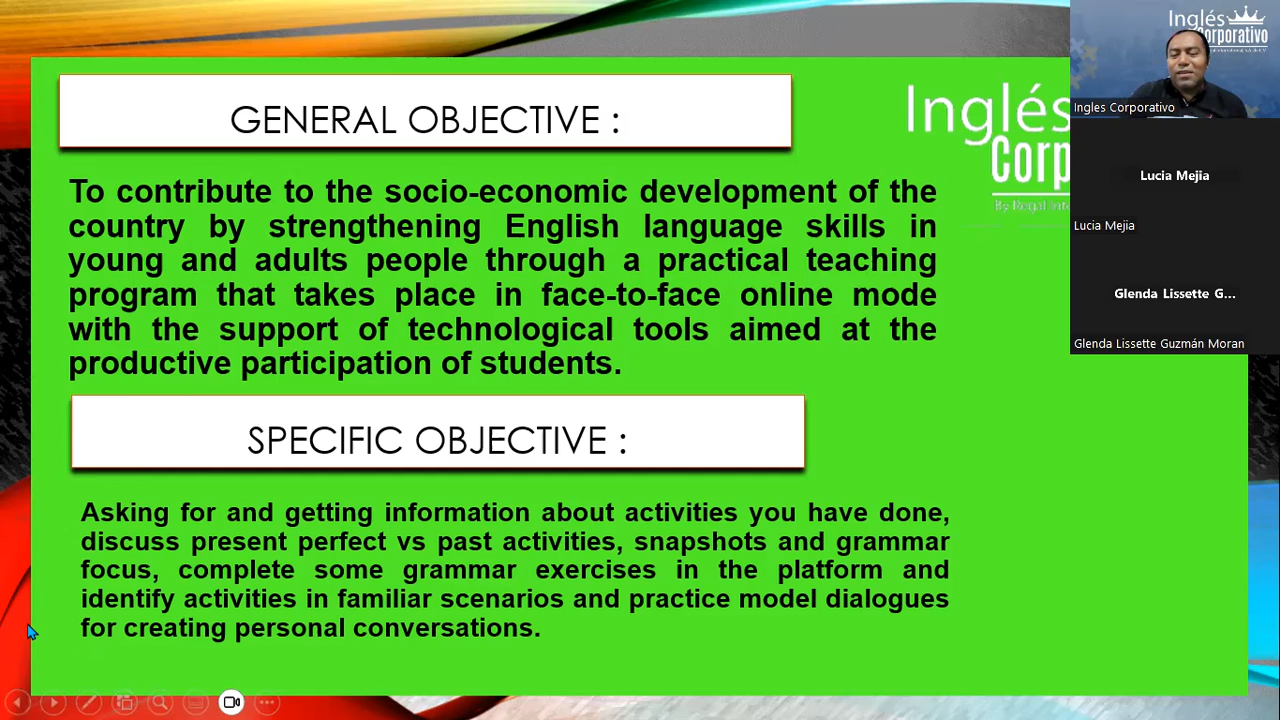 GENERAL OBJECTIVE :
To contribute to the socio-economic development of the
country by strengthening English language skills in
young and adults people through a practical teaching
program that takes place in face-to-face online mode
with the support of technological tools aimed at the
productive participation of students.
SPECIFIC OBJECTIVE :
Asking for and getting information about activities you have done,
discuss present perfect vs past activities, snapshots and grammar
focus, complete some grammar exercises in the platform and
identify activities in familiar scenarios and practice model dialogues
for creating personal conversations.
Inglés
Corp
By Regal Inte
Inglés
Corporativo
Ingles Corporativo
Lucia Mejia
Lucia Mejia
Glenda Lissette G...
Glenda Lissette Guzmán Moran